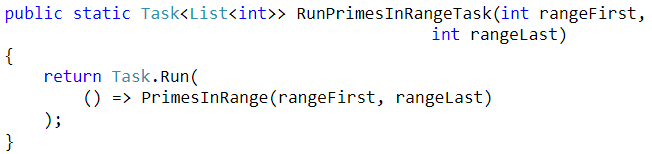 public static Task<List<int>> RunPrimesInRangeTask(int rangeFirst,
                                        int rangeLast)
{
    return Task.Run(
        () => PrimesInRange(rangeFirst, rangeLast)
    );
}